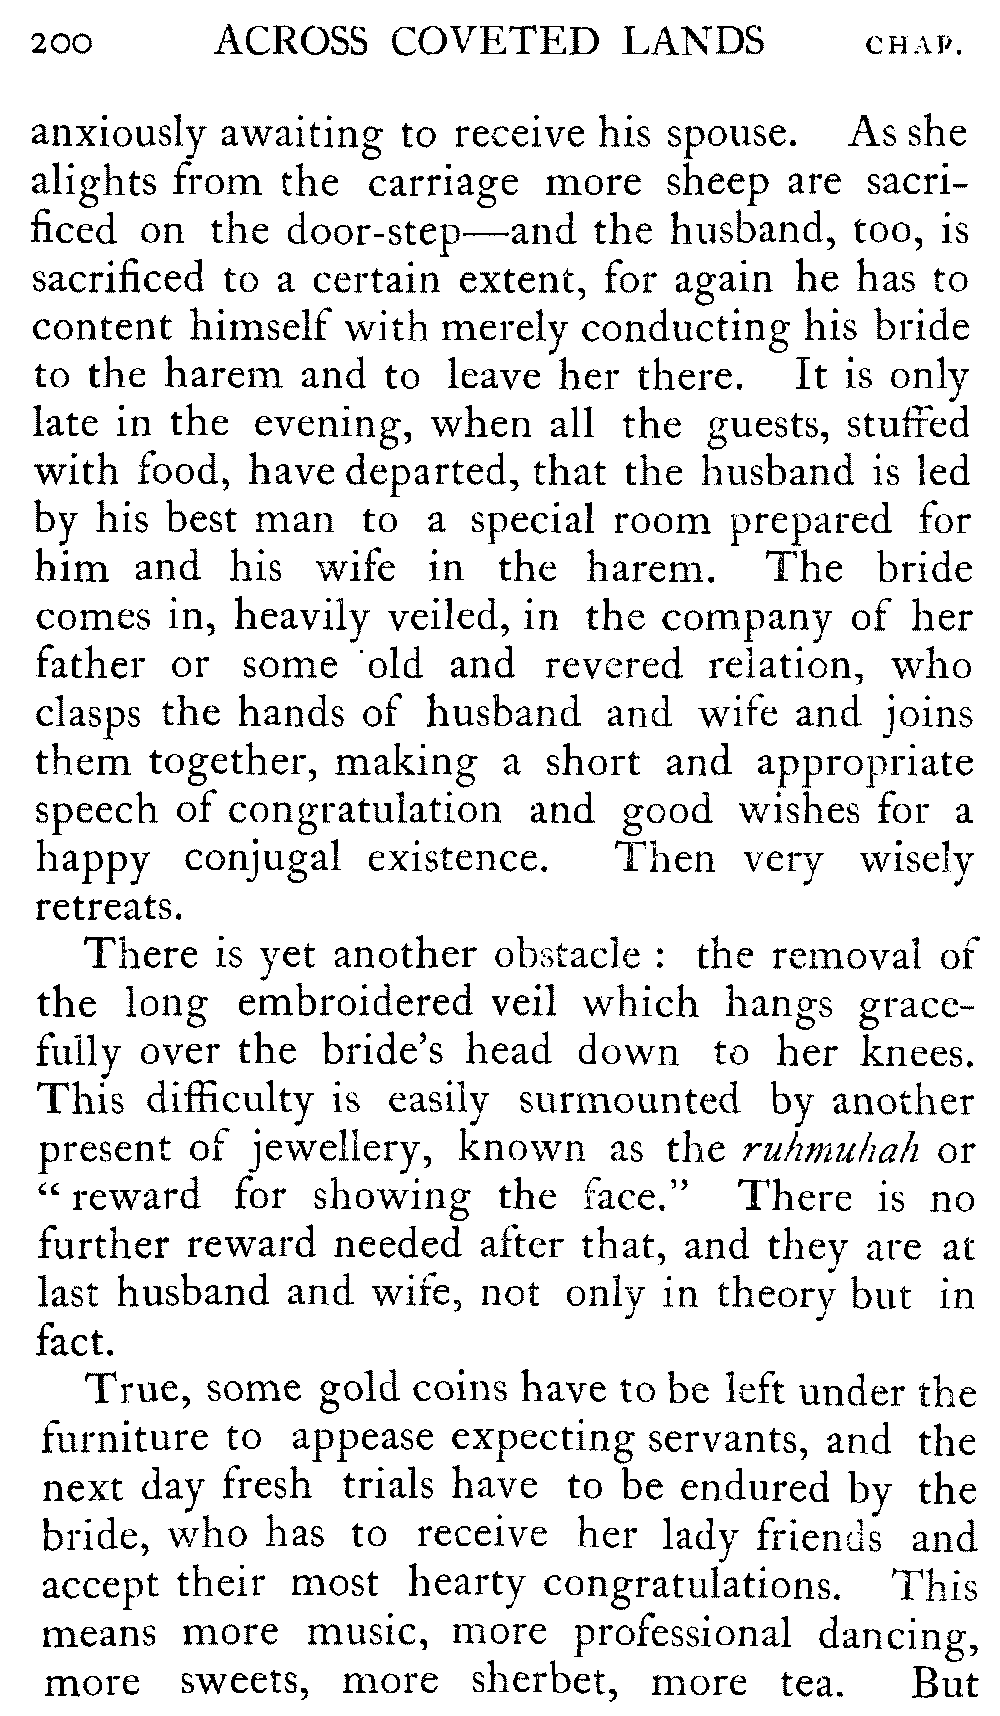 200 ACROSS COVETED LANDS CHAP.
anxiously awaiting to receive his spouse. As she
alights from the carriage more sheep are sacri-
ficed on the door-step—and the husband, too, is
sacrificed to a certain extent, for again he has to
content himself with merely conducting his bride
to the harem and to leave her there. It is only
late in the evening, when all the guests, stuffed
with food, have departed, that the husband is led
by his best man to a special room prepared for
him and his wife in the harem. The bride
comes in, heavily veiled, in the company of her
father or some old and revered relation, who
clasps the hands of husband and wife and joins
them together, making a short and appropriate
speech of congratulation and good wishes for a
happy conjugal existence. Then very wisely
retreats.
There is yet another obstacle : the removal of
the long embroidered veil which hangs grace-
fully over the bride's head down to her knees.
This difficulty is easily surmounted by another
present of jewellery, known as the ruhmuhah or
“ reward for showing the face.” There is no
further reward needed after that, and they are at
last husband and wife, not only in theory but in
fact.
True, some gold coins have to be left under the
furniture to appease expecting servants, and the
next day fresh trials have to be endured by the
bride, who has to receive her lady friends and
accept their most hearty congratulations. This
means more music, more professional dancing,
more sweets, more sherbet, more tea. But